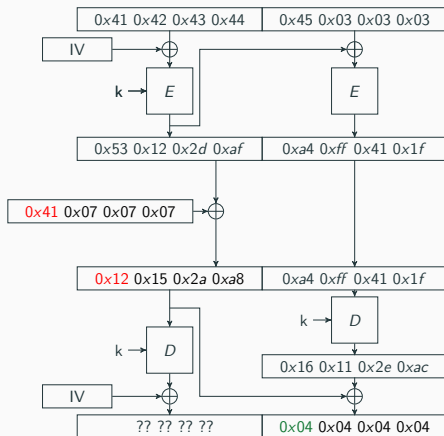 0x41 0x42 0x43 0x44 0x45 0x03 0x03 0x03
IV
k E E
0x53 0x12 0x2d 0xaf 0xa4 0xff 0x41 0x1f
0x41 0x07 0x07 0x07
0x12 0x15 0x2a 0xa8 0xa4 0xff 0x41 0x1f
k D
k D
0x16 0x11 0x2e 0xac
IV
?? ?? ?? ?? 0x04 0x04 0x04 0x04